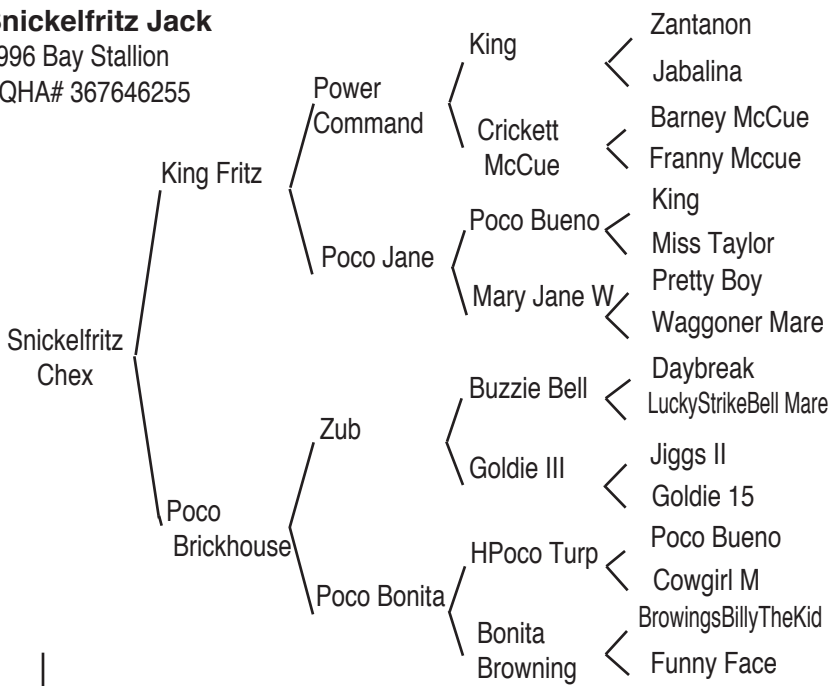 Snickelfritz Jack
996 Bay Stallion
QHA# 367646255
Snickelfritz
Chex
King Fritz
Poco
Brickhouse
Power
Command
Poco Jane
Zub
Poco Bonita
King
Crickett
McCue
Poco Bueno
Mary Jane W
Buzzie Bell
Goldie III
HPoco Turp
Bonita
Browning
Zantanon
Jabalina
Barney McCue
Franny Mccue
King
Miss Taylor
Pretty Boy
Waggoner Mare
Daybreak
LuckyStrikeBell Mare
Jiggs II
Goldie 15
Poco Bueno
Cowgirl M
BrowingsBillyTheKid
Funny Face